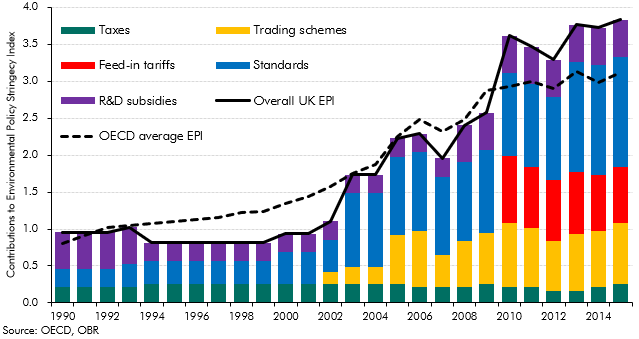 Contributions to Environmental Policy Stringecy Index
4.0
3.5
3.0
2.5
2.0
1.5
1.0
0.5
0.0
Taxes
Trading schemes
Feed-in tariffs
Standards
R&D subsidies
Overall UK EPI
OECD average EPI
1990 1992 1994 1996 1998 2000 2002 2004 2006 2008 2010 2012 2014
Source: OECD, OBR